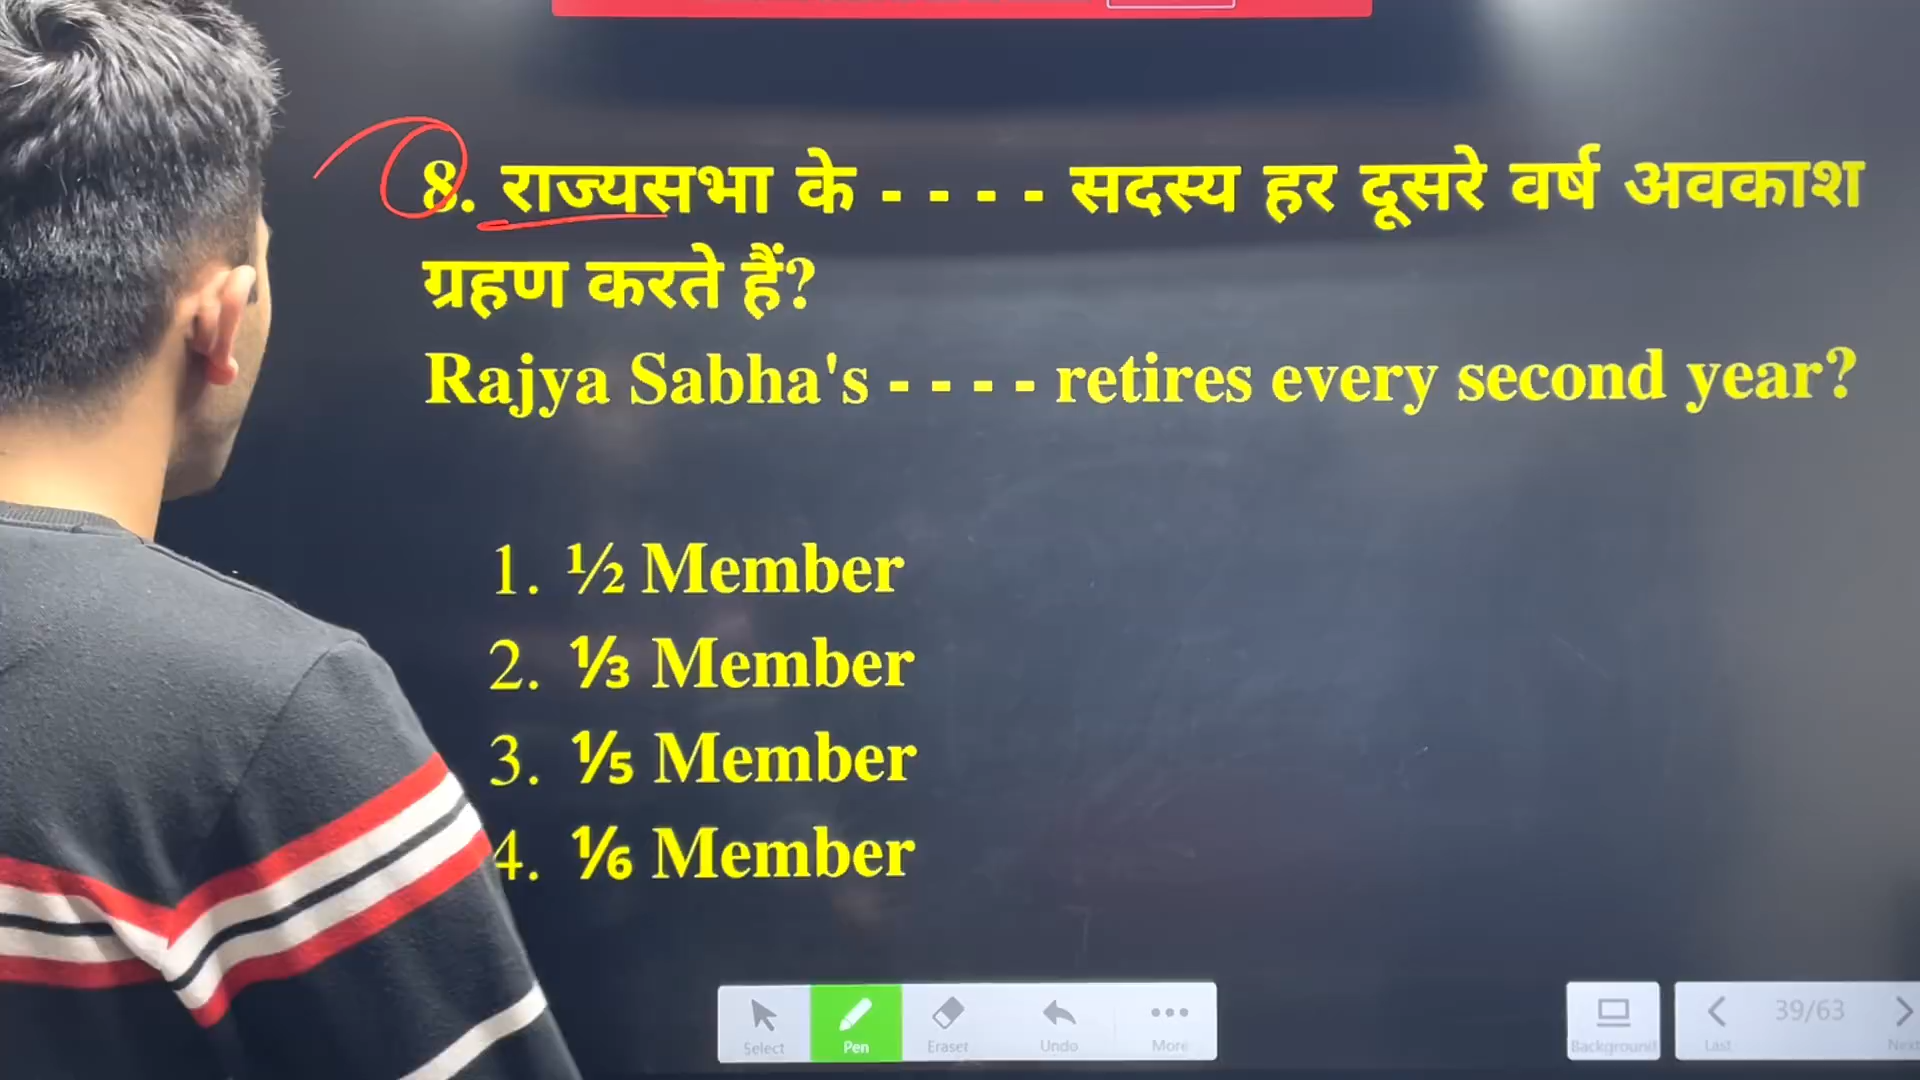 8. राज्यसभा के - - - - सदस्य हर दूसरे वर्ष अवकाश
ग्रहण करते हैं?
Rajya Sabha's - - - - retires every second year?
1. ½ Member
2. ⅓ Member
3. ⅕ Member
4. ⅙ Member
Select
Pen
Eraser
Undo
More
Background
Last
39/63
Next